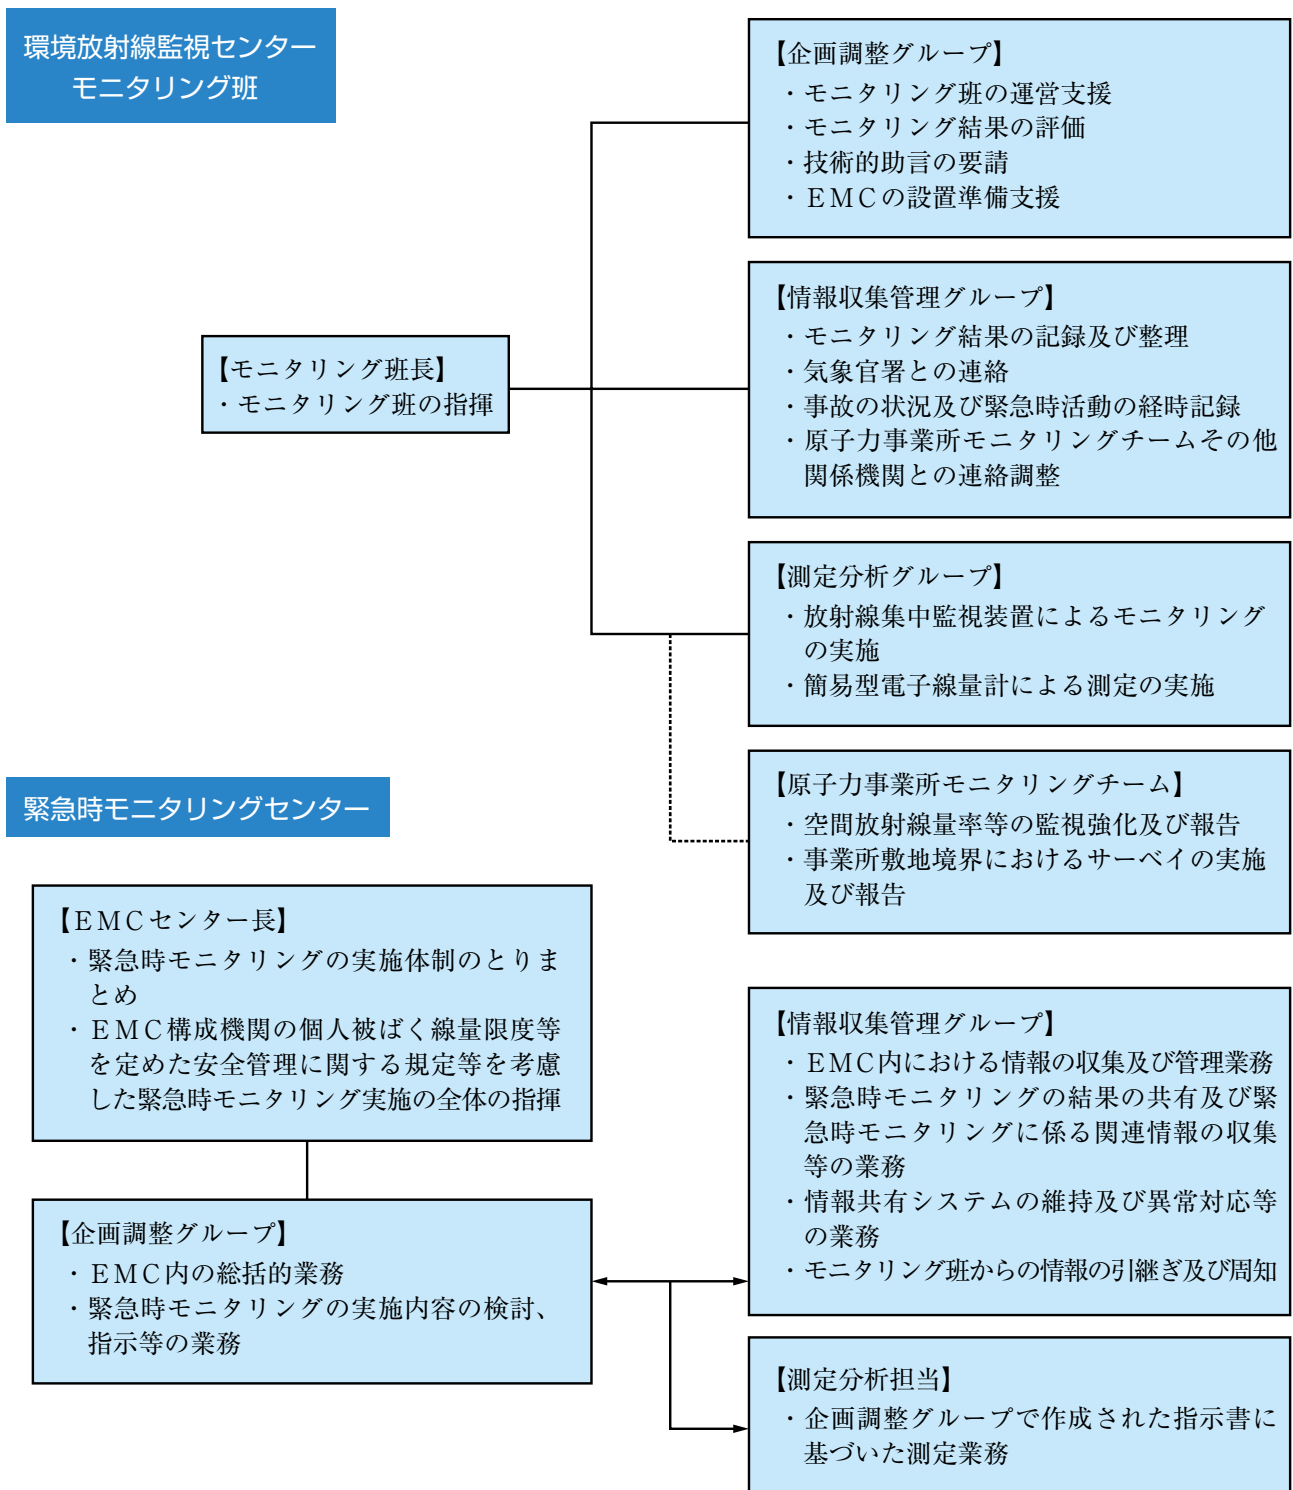 環境放射線監視センター
モニタリング班
【企画調整グループ】
・モニタリング班の運営支援
・モニタリング結果の評価
・技術的助言の要請
・ＥＭＣの設置準備支援
【モニタリング班長】
・モニタリング班の指揮
【情報収集管理グループ】
・モニタリング結果の記録及び整理
・気象官署との連絡
・事故の状況及び緊急時活動の経時記録
・原子力事業所モニタリングチームその他
関係機関との連絡調整
【測定分析グループ】
・放射線集中監視装置によるモニタリング
の実施
・簡易型電子線量計による測定の実施
【原子力事業所モニタリングチーム】
・空間放射線量率等の監視強化及び報告
・事業所敷地境界におけるサーベイの実施
及び報告
緊急時モニタリングセンター
【ＥＭＣセンター長】
・緊急時モニタリングの実施体制のとりま
とめ
・ＥＭＣ構成機関の個人被ばく線量限度等
を定めた安全管理に関する規定等を考慮
した緊急時モニタリング実施の全体の指揮
【企画調整グループ】
・ＥＭＣ内の総括的業務
・緊急時モニタリングの実施内容の検討、
指示等の業務
【情報収集管理グループ】
・ＥＭＣ内における情報の収集及び管理業務
・緊急時モニタリングの結果の共有及び緊
急時モニタリングに係る関連情報の収集
等の業務
・情報共有システムの維持及び異常対応等
の業務
・モニタリング班からの情報の引継ぎ及び周知
【測定分析担当】
・企画調整グループで作成された指示書に
基づいた測定業務